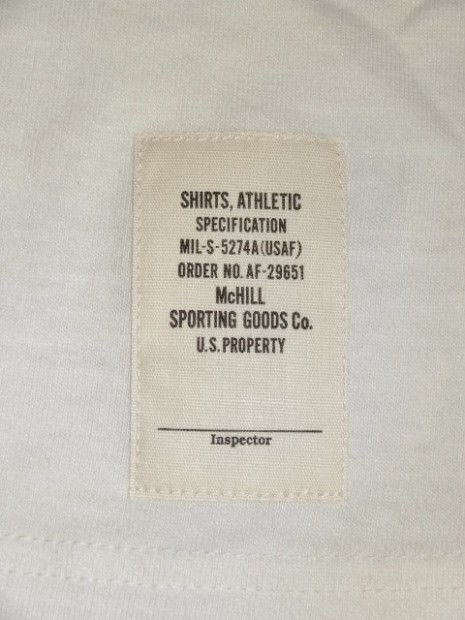 SHIRTS, ATHLETIC
SPECIFICATION
MIL-S-5274A(USAF)
ORDER NO. AF-29651
McHILL
SPORTING GOODS Co.
U.S. PROPERTY
Inspector